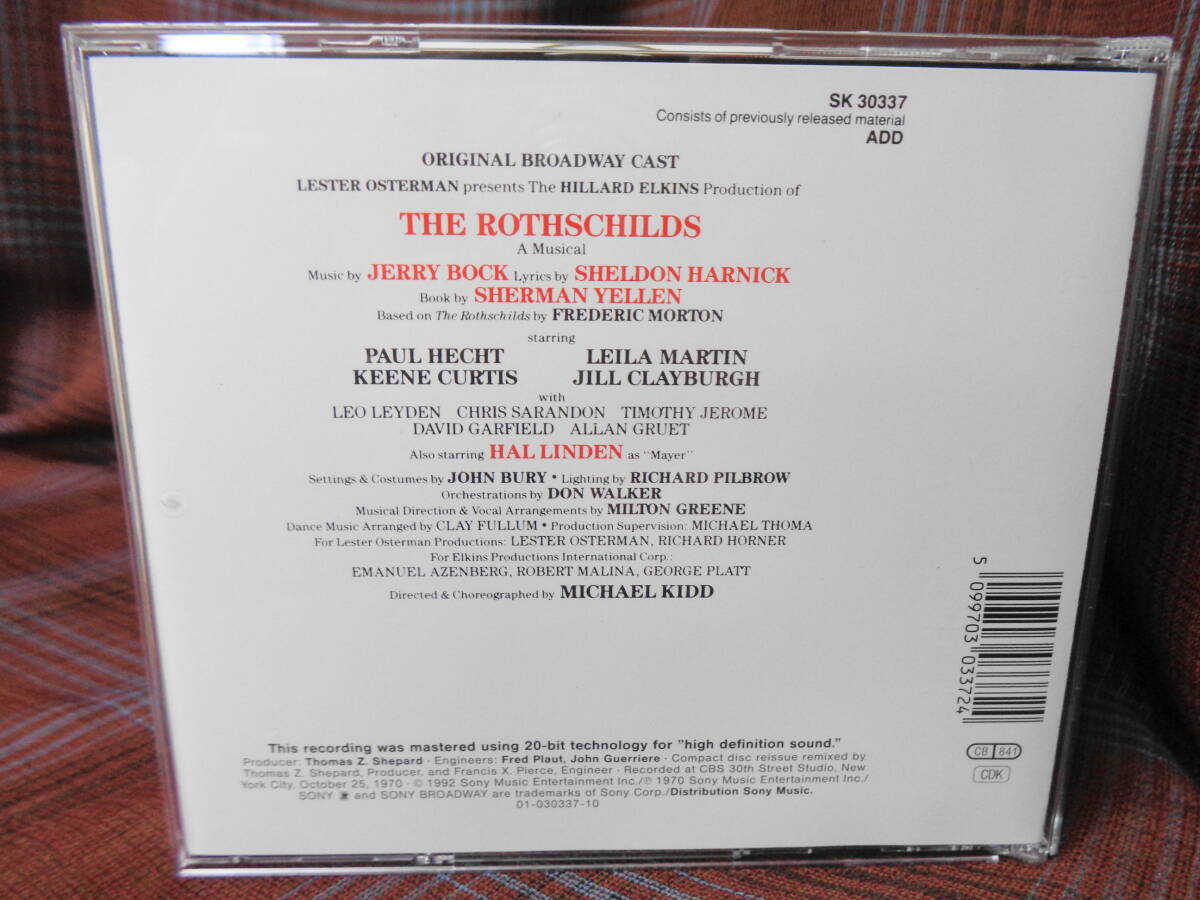 SK 30337
Consists of previously released material
ADD
ORIGINAL BROADWAY CAST
LESTER OSTERMAN presents The HILLARD ELKINS Production of
THE ROTHSCHILDS
A Musical
Music by JERRY BOCK Lyrics by SHELDON HARNICK
Book by SHERMAN YELLEN
Based on The Rothschilds by FREDERIC MORTON
starring
PAUL HECHT LEILA MARTIN
KEENE CURTIS JILL CLAYBURGH
with
LEO LEYDEN CHRIS SARANDON TIMOTHY JEROME
DAVID GARFIELD ALLAN GRUET
Also starring HAL LINDEN as "Mayer"
Settings & Costumes by JOHN BURY • Lighting by RICHARD PILBROW
Orchestrations by DON WALKER
Musical Direction & Vocal Arrangements by MILTON GREENE
Dance Music Arranged by CLAY FULLUM • Production Supervision: MICHAEL THOMA
For Lester Osterman Productions: LESTER OSTERMAN, RICHARD HORNER
For Elkins Productions International Corp.:
EMANUEL AZENBERG, ROBERT MALINA, GEORGE PLATT
Directed & Choreographed by MICHAEL KIDD
5 099703 033724
CB 841
CDK
This recording was mastered using 20-bit technology for "high definition sound."
Producer: Thomas Z. Shepard · Engineers: Fred Plaut, John Guerriere · Compact disc reissue remixed by
Thomas Z. Shepard, Producer, and Francis X. Pierce, Engineer · Recorded at CBS 30th Street Studio, New
York City, October 25, 1970 · © 1992 Sony Music Entertainment Inc./℗ 1970 Sony Music Entertainment Inc./
SONY and SONY BROADWAY are trademarks of Sony Corp./Distribution Sony Music.
01-030337-10